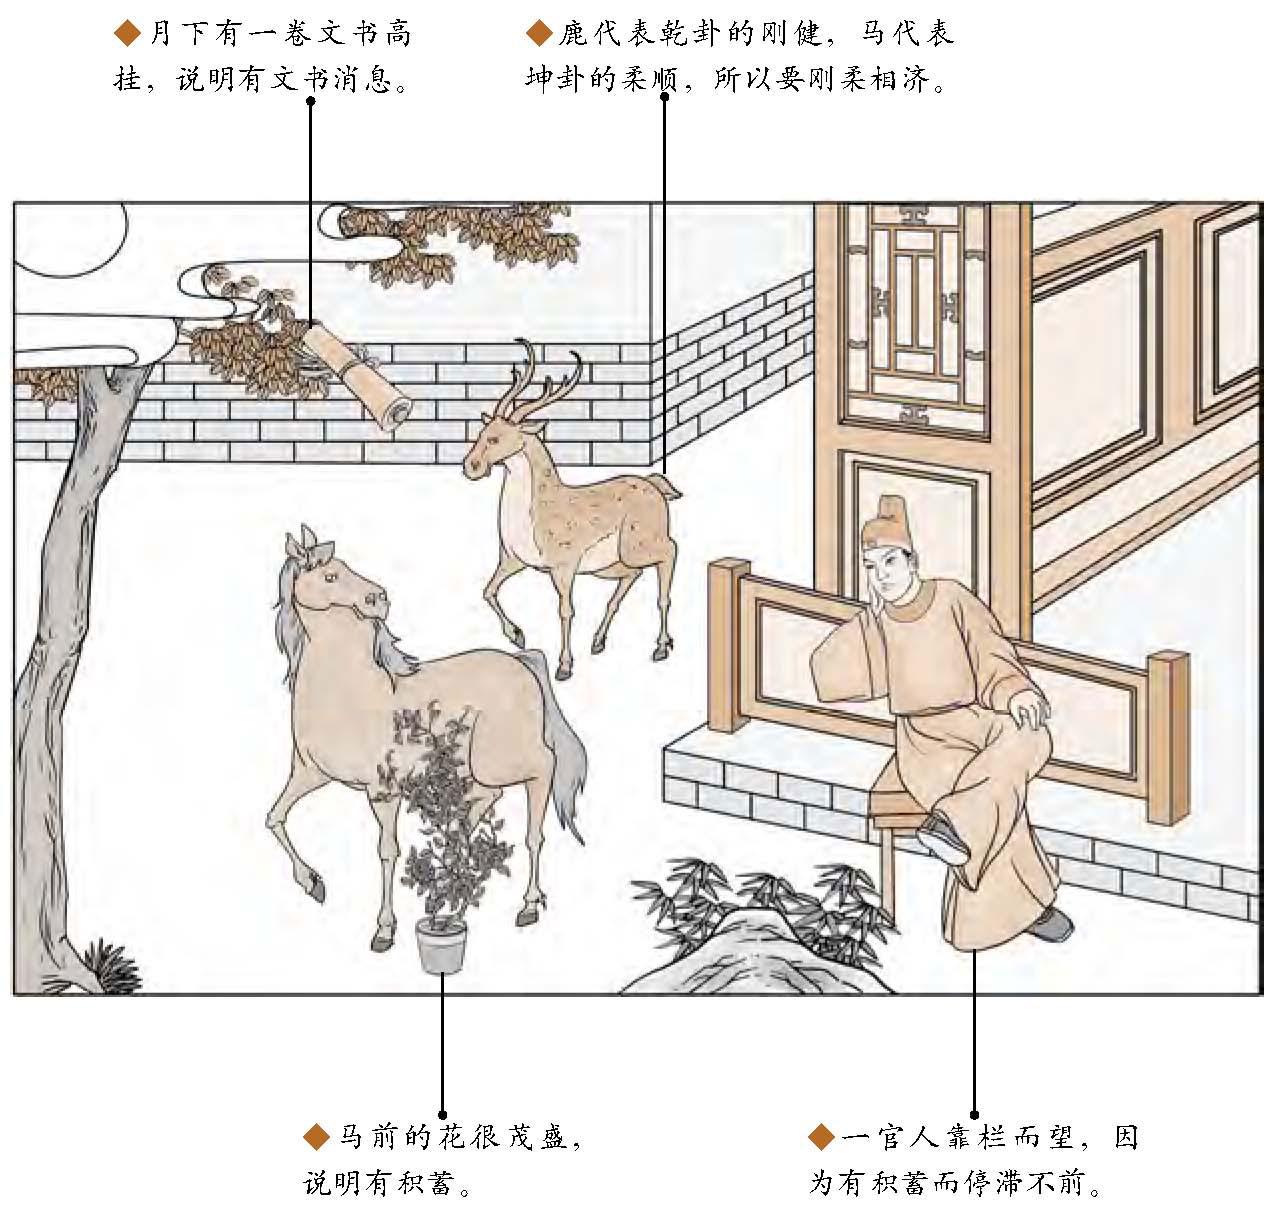 ◆月下有一卷文书高
挂，说明有文书消息。
◆鹿代表乾卦的刚健，马代表
坤卦的柔顺，所以要刚柔相济。
◆马前的花很茂盛，
说明有积蓄。
◆一官人靠栏而望，因
为有积蓄而停滞不前。